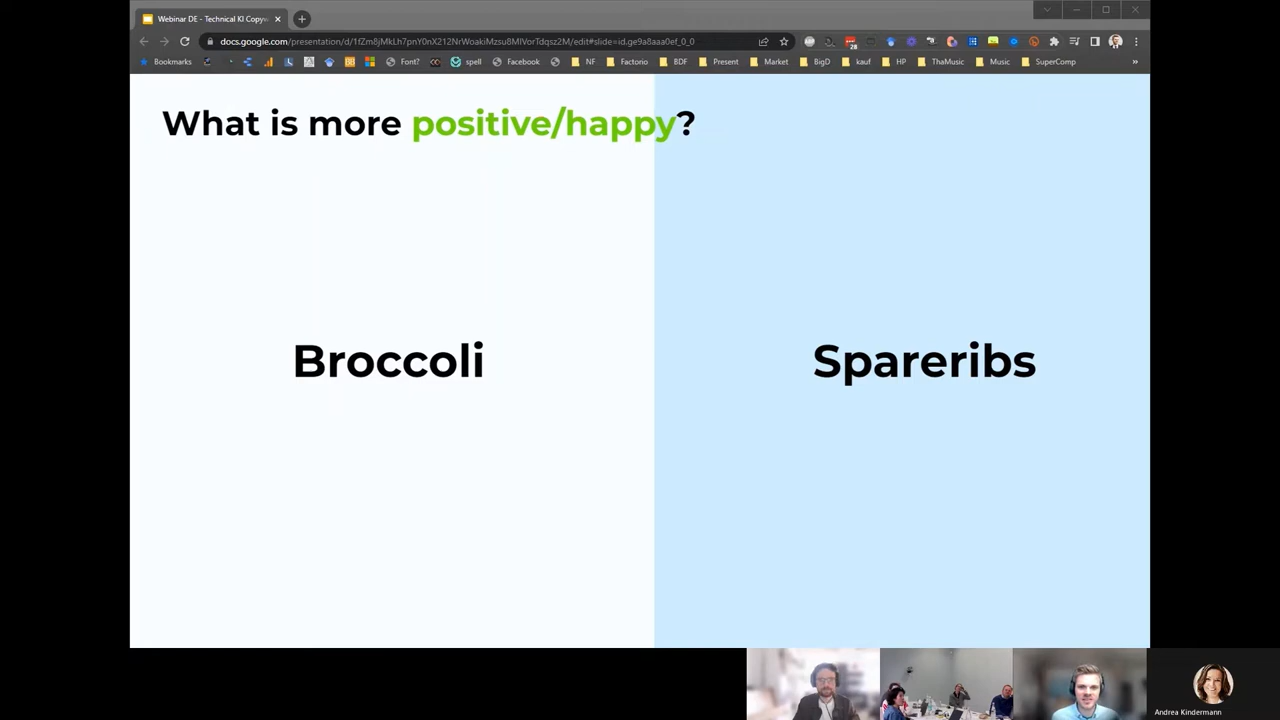 Webinar DE - Technical KI Copyw
docs.google.com/presentation/d/1fZm8jMkLh7pnY0nX212NrWoakiMzsu8MIVorTdqsz2M/edit#slide=id.ge9a8aaa0ef_0_0
28
Bookmarks
Font?
spell
Facebook
NF
Factorio
BDF
Present
Market
BigD
kauf
HP
ThaMusic
Music
SuperComp
»
What is more positive/happy?
Broccoli
Spareribs
Andrea Kindermann